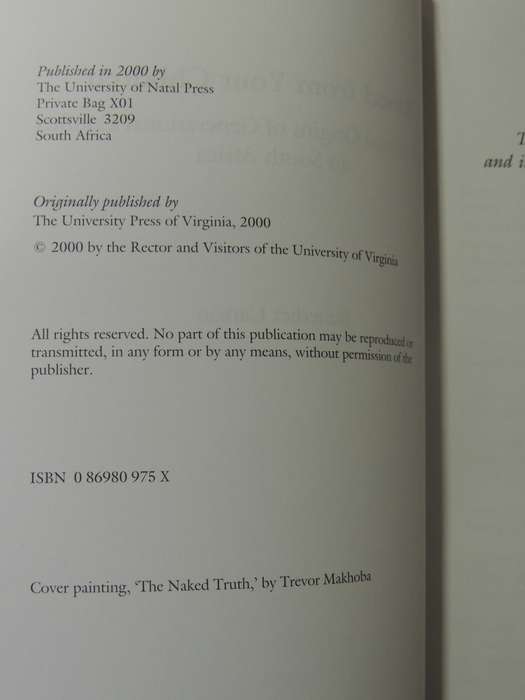 Published in 2000 by
The University of Natal Press
Private Bag X01
Scottsville 3209
South Africa
Originally published by
The University Press of Virginia, 2000
© 2000 by the Rector and Visitors of the University of Virginia
All rights reserved. No part of this publication may be reproduced or
transmitted, in any form or by any means, without permission of the
publisher.
ISBN 0 86980 975 X
Cover painting, 'The Naked Truth,' by Trevor Makhoba
and